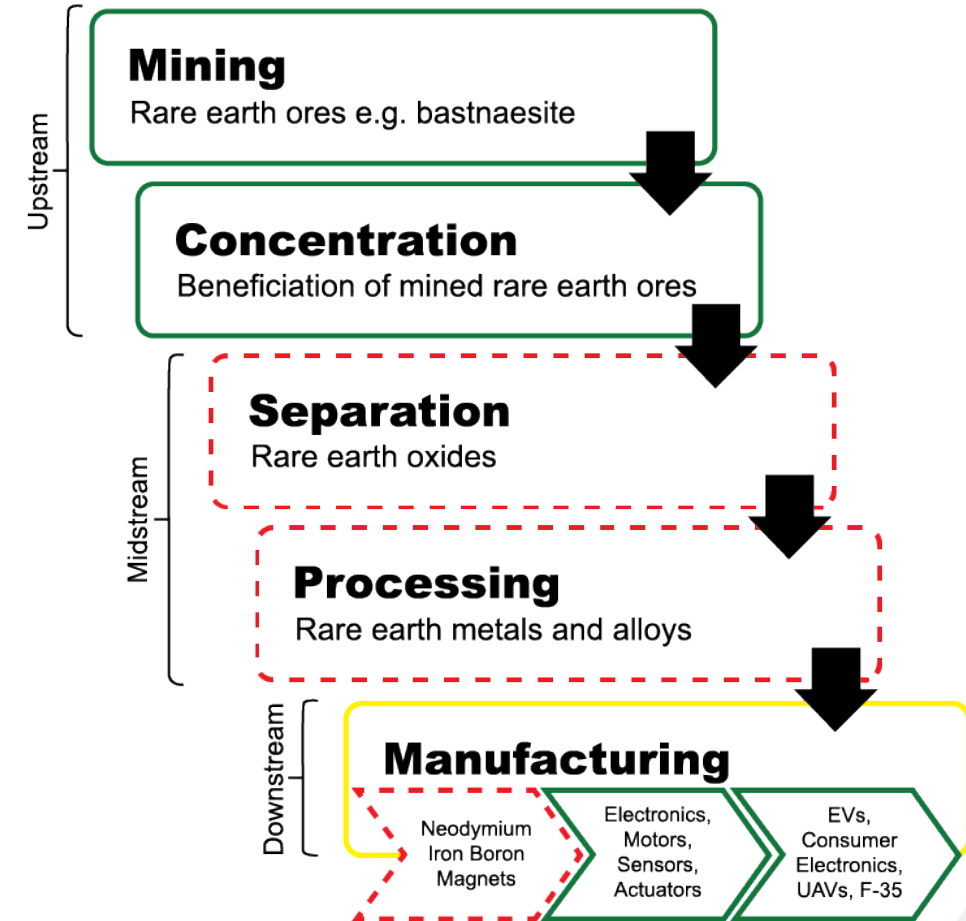 Upstream
Mining
Rare earth ores e.g. bastnaesite
Concentration
Beneficiation of mined rare earth ores
Midstream
Separation
Rare earth oxides
Processing
Rare earth metals and alloys
Downstream
Manufacturing
Neodymium
Iron Boron
Magnets
Electronics,
Motors,
Sensors,
Actuators
EVs,
Consumer
Electronics,
UAVs, F-35